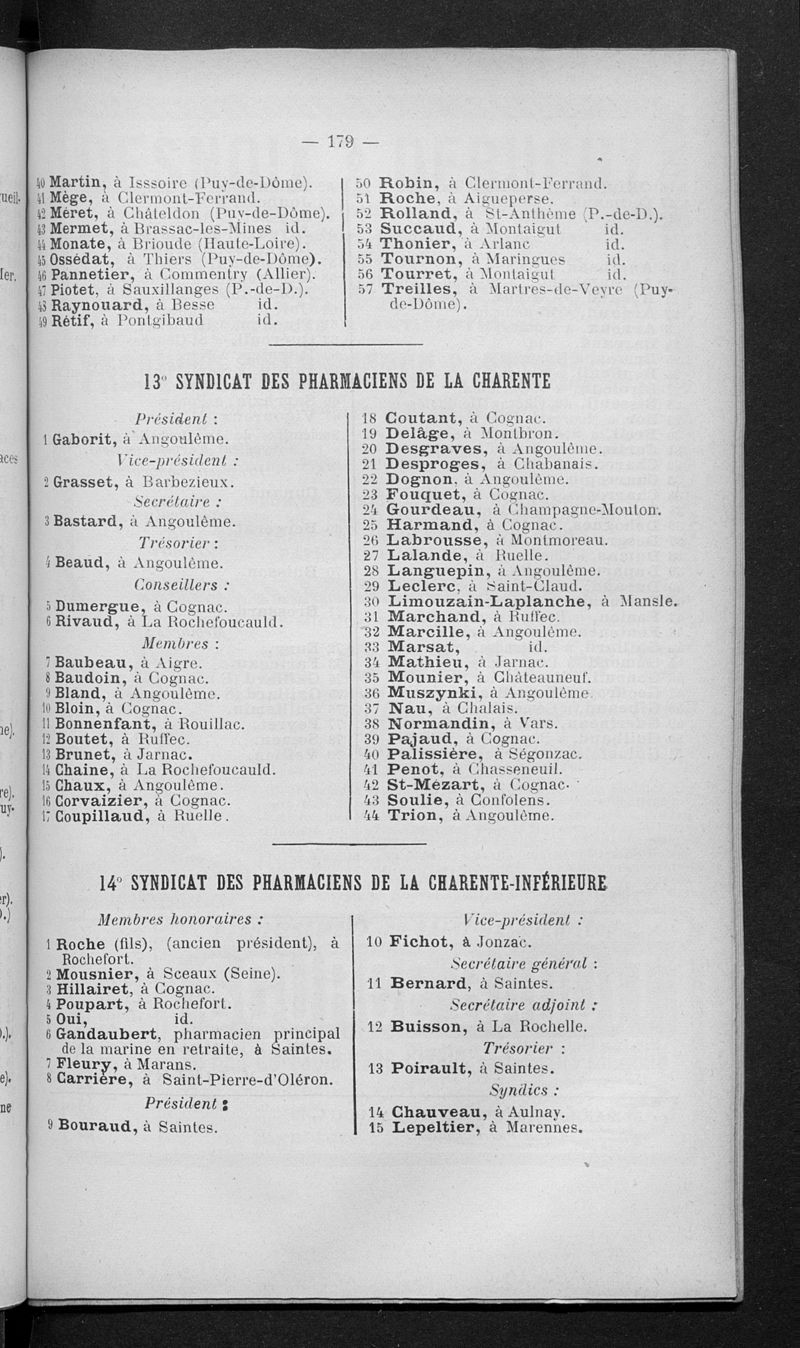 — 179 —
40 Martin, à Isssoire (Puy-de-Dôme).
41 Mège, à Clermont-Ferrand.
42 Méret, à Châteldon (Puy-de-Dôme).
43 Mermet, à Brassac-les-Mines id.
44 Monate, à Brioude (Haute-Loire).
45 Ossédat, à Thiers (Puy-de-Dôme).
46 Pannetier, à Commentry (Allier).
47 Piotet, à Sauxillanges (P.-de-D.).
48 Raynouard, à Besse id.
49 Rétif, à Pontgibaud id.
50 Robin, à Clermont-Ferrand.
51 Roche, à Aigueperse.
52 Rolland, à St-Anthème (P.-de-D.).
53 Succaud, à Montaigut id.
54 Thonier, à Arlanc id.
55 Tournon, à Maringues id.
56 Tourret, à Montaigut id.
57 Treilles, à Martres-de-Veyre (Puy-
de-Dôme).
13° SYNDICAT DES PHARMACIENS DE LA CHARENTE
Président :
1 Gaborit, à Angoulême.
Vice-président :
2 Grasset, à Barbezieux.
Secrétaire :
3 Bastard, à Angoulême.
Trésorier :
4 Beaud, à Angoulême.
Conseillers :
5 Dumergue, à Cognac.
6 Rivaud, à La Rochefoucauld.
Membres :
7 Baubeau, à Aigre.
8 Baudoin, à Cognac.
9 Bland, à Angoulême.
10 Bloin, à Cognac.
11 Bonnenfant, à Rouillac.
12 Boutet, à Ruffec.
13 Brunet, à Jarnac.
14 Chaine, à La Rochefoucauld.
15 Chaux, à Angoulême.
16 Corvaizier, à Cognac.
17 Coupillaud, à Ruelle.
18 Coutant, à Cognac.
19 Delâge, à Montbron.
20 Desgraves, à Angoulême.
21 Desproges, à Chabanais.
22 Dognon, à Angoulême.
23 Fouquet, à Cognac.
24 Gourdeau, à Champagne-Mouton.
25 Harmand, à Cognac.
26 Labrousse, à Montmoreau.
27 Lalande, à Ruelle.
28 Languepin, à Angoulême.
29 Leclerc, à Saint-Claud.
30 Limouzain-Laplanche, à Mansle.
31 Marchand, à Ruffec.
32 Marcille, à Angoulême.
33 Marsat, id.
34 Mathieu, à Jarnac.
35 Mounier, à Châteauneuf.
36 Muszynki, à Angoulême
37 Nau, à Chalais.
38 Normandin, à Vars.
39 Pajaud, à Cognac.
40 Palissière, à Ségonzac.
41 Penot, à Chasseneuil.
42 St-Mézart, à Cognac.
43 Soulie, à Confolens.
44 Trion, à Angoulême.
14° SYNDICAT DES PHARMACIENS DE LA CHARENTE-INFÉRIEURE
Membres honoraires :
1 Roche (fils), (ancien président), à
Rochefort.
2 Mousnier, à Sceaux (Seine).
3 Hillairet, à Cognac.
4 Poupart, à Rochefort.
5 Oui, id.
6 Gandaubert, pharmacien principal
de la marine en retraite, à Saintes.
7 Fleury, à Marans.
8 Carrière, à Saint-Pierre-d'Oléron.
Président :
9 Bouraud, à Saintes.
Vice-président :
10 Fichot, à Jonzac.
Secrétaire général :
11 Bernard, à Saintes.
Secrétaire adjoint :
12 Buisson, à La Rochelle.
Trésorier :
13 Poirault, à Saintes.
Syndics :
14 Chauveau, à Aulnay.
15 Lepeltier, à Marennes.